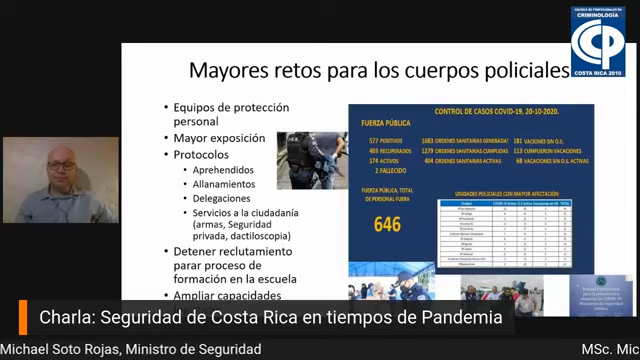 COLEGIO DE PROFESIONALES EN
CRIMINOLOGÍA
COSTA RICA 2010
Mayores retos para los cuerpos policiales
• Equipos de protección
personal
• Mayor exposición
• Protocolos
• Aprehendidos
• Allanamientos
• Delegaciones
• Servicios a la ciudadanía
(armas, Seguridad
privada, dactiloscopia)
• Detener reclutamiento
parar proceso de
formación en la escuela
• Ampliar capacidades
CONTROL DE CASOS COVID-19, 20-10-2020.
FUERZA PÚBLICA
577 POSITIVOS
403 RECUPERADOS
174 ACTIVOS
2 FALLECIDO
1683 ORDENES SANITARIAS GENERADAS
1279 ORDENES SANITARIAS CUMPLIDAS
404 ORDENES SANITARIAS ACTIVAS
181 VACIONES SIN O.S.
113 CUMPLIERON VACACIONES
68 VACACIONES SIN O.S. ACTIVAS
FUERZA PÚBLICA, TOTAL
DE PERSONAL FUERA
646
UNIDADES POLICIALES CON MAYOR AFECTACIÓN:
Charla: Seguridad de Costa Rica en tiempos de Pandemia
Michael Soto Rojas, Ministro de Seguridad
MSc. Mic